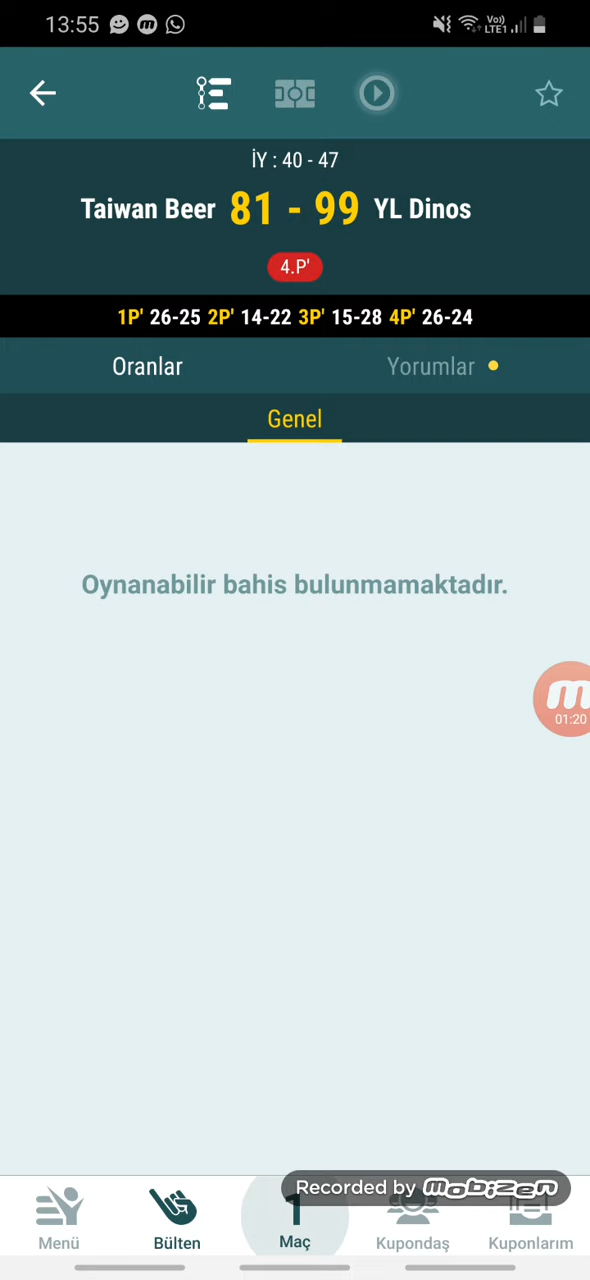 13:55 Vo)) LTE1
İY : 40 - 47
Taiwan Beer 81 - 99 YL Dinos
4.P'
1P' 26-25 2P' 14-22 3P' 15-28 4P' 26-24
Oranlar Yorumlar
Genel
Oynanabilir bahis bulunmamaktadır.
m
01:20
Recorded by mobizen
1
Menü Bülten Maç Kupondaş Kuponlarım